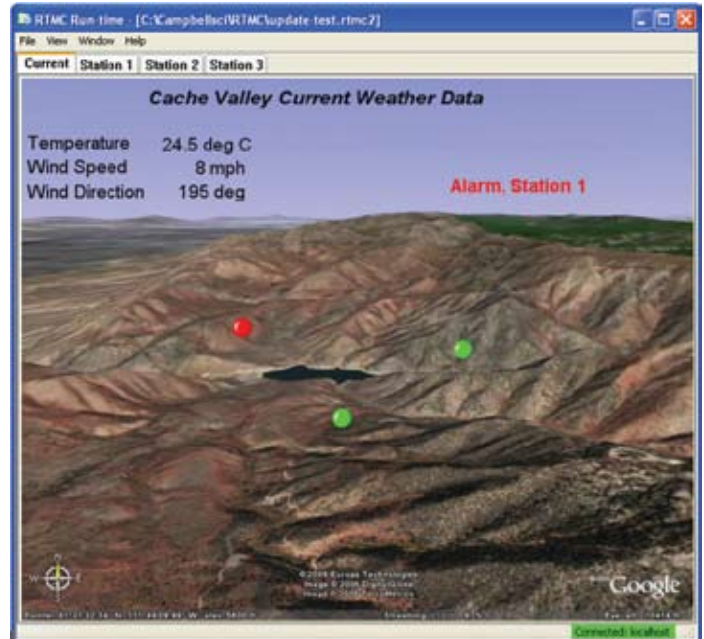 RTMC Run-time - [C:\Campbellsci\RTMC\update-test.rtmc2]
File View Window Help
Current Station 1 Station 2 Station 3
Cache Valley Current Weather Data
Temperature 24.5 deg C
Wind Speed 8 mph
Wind Direction 195 deg
Alarm, Station 1
W
Google
Connected: localhost